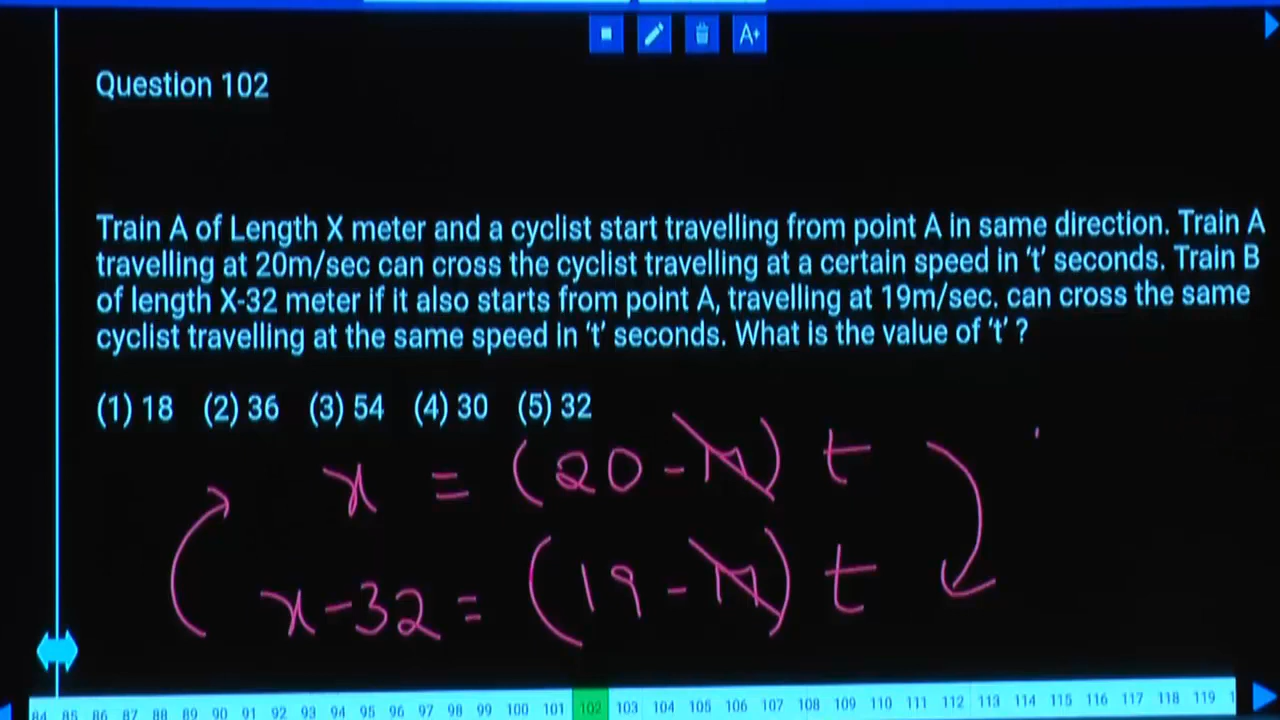 A+
Question 102
Train A of Length X meter and a cyclist start travelling from point A in same direction. Train A
travelling at 20m/sec can cross the cyclist travelling at a certain speed in ‘t’ seconds. Train B
of length X-32 meter if it also starts from point A, travelling at 19m/sec. can cross the same
cyclist travelling at the same speed in ‘t’ seconds. What is the value of ‘t’ ?
(1) 18 (2) 36 (3) 54 (4) 30 (5) 32
x = (20 - M) t
x - 32 = (19 - M) t
84 85 86 87 88 89 90 91 92 93 94 95 96 97 98 99 100 101 102 103 104 105 106 107 108 109 110 111 112 113 114 115 116 117 118 119